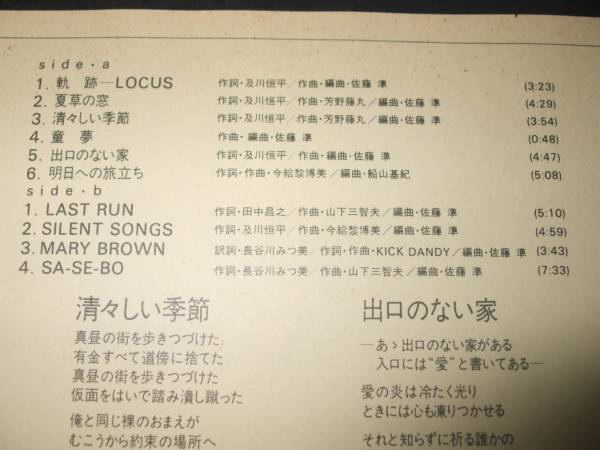 side・a
1. 軌 跡—LOCUS 作詞・及川恒平／作曲・編曲・佐藤 準 (3:23)
2. 夏草の窓 作詞・及川恒平／作曲・芳野藤丸／編曲・佐藤 準 (4:29)
3. 清々しい季節 作詞・及川恒平／作曲・芳野藤丸／編曲・佐藤 準 (3:54)
4. 童 夢 作曲・編曲・佐藤 準 (0:48)
5. 出口のない家 作詞・及川恒平／作曲・編曲・佐藤 準 (4:47)
6. 明日への旅立ち 作詞・作曲・今給黎博美／編曲・船山基紀 (5:08)
side・b
1. LAST RUN 作詞・田中昌之／作曲・山下三智夫／編曲・佐藤 準 (5:10)
2. SILENT SONGS 作詞・及川恒平／作曲・今給黎博美／編曲・佐藤 準 (4:59)
3. MARY BROWN 訳詞・長谷川みつ美／作詞・作曲・KICK DANDY／編曲・佐藤 準 (3:43)
4. SA-SE-BO 作詞・長谷川みつ美／作曲・山下三智夫／編曲・佐藤 準 (7:33)
清々しい季節
真昼の街を歩きつづけた
有金すべて道傍に捨てた
真昼の街を歩きつづけた
仮面をはいで踏み潰し蹴った
俺と同じ裸のおまえが
むこうから約束の場所へ
出口のない家
—あゝ出口のない家がある
入口には“愛”と書いてある—
愛の炎は冷たく光り
ときには心も凍りつかせる
それと知らずに祈る誰かの